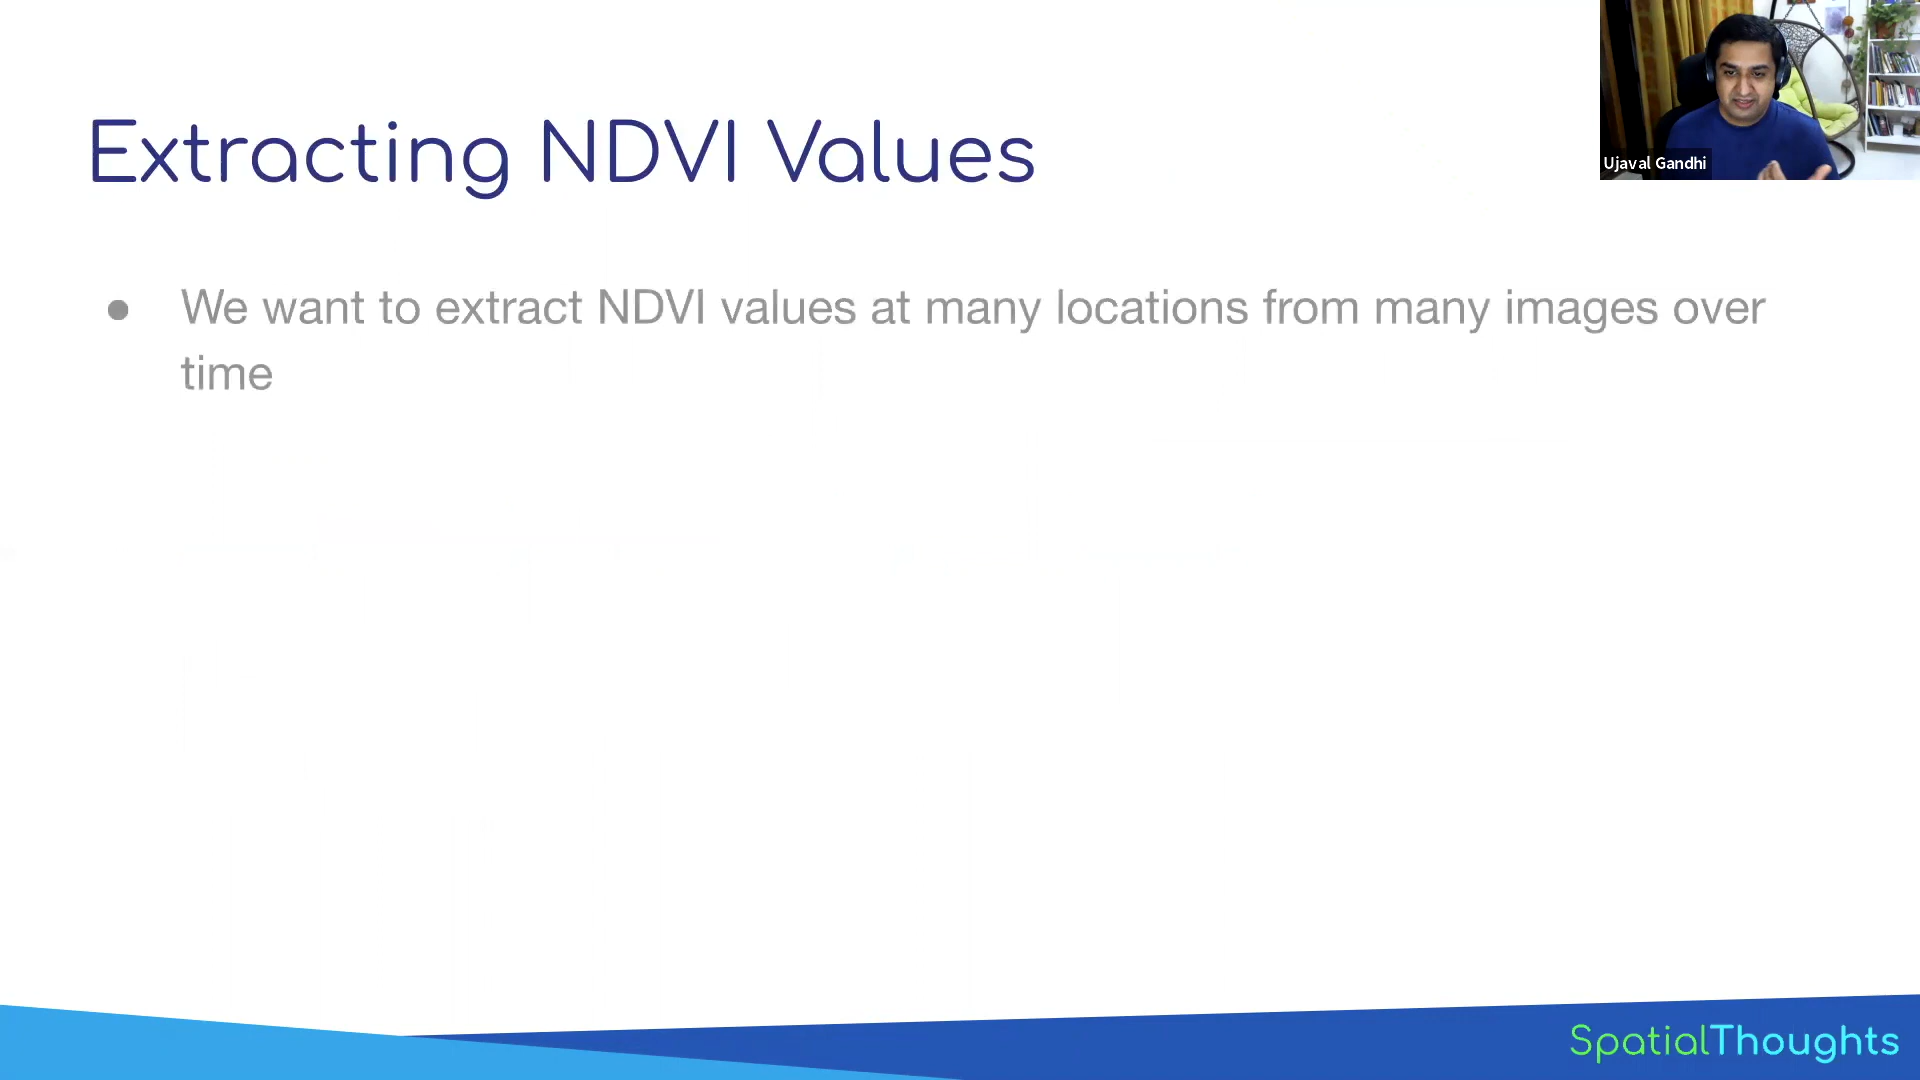 Extracting NDVI Values
Ujaval Gandhi
● We want to extract NDVI values at many locations from many images over
time
SpatialThoughts